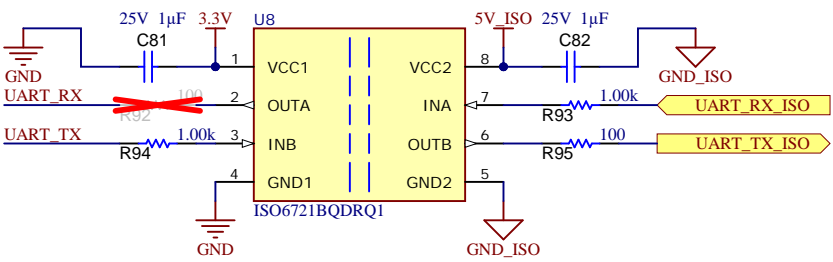 25V 1µF 3.3V
U8
5V_ISO 25V 1µF
C81
C82
1 VCC1
VCC2 8
GND
GND_ISO
UART_RX
100
R92
2 OUTA
INA 7
R93
1.00k
UART_RX_ISO
UART_TX
R94
1.00k
3 INB
OUTB 6
R95
100
UART_TX_ISO
4 GND1
GND2 5
ISO6721BQDRQ1
GND
GND_ISO